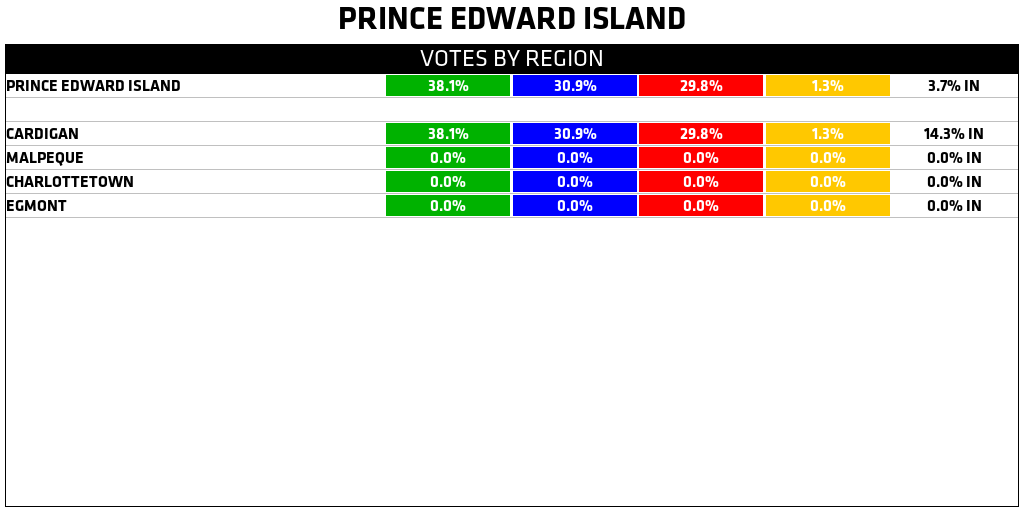 PRINCE EDWARD ISLAND
VOTES BY REGION
PRINCE EDWARD ISLAND 38.1% 30.9% 29.8% 1.3% 3.7% IN
CARDIGAN 38.1% 30.9% 29.8% 1.3% 14.3% IN
MALPEQUE 0.0% 0.0% 0.0% 0.0% 0.0% IN
CHARLOTTETOWN 0.0% 0.0% 0.0% 0.0% 0.0% IN
EGMONT 0.0% 0.0% 0.0% 0.0% 0.0% IN